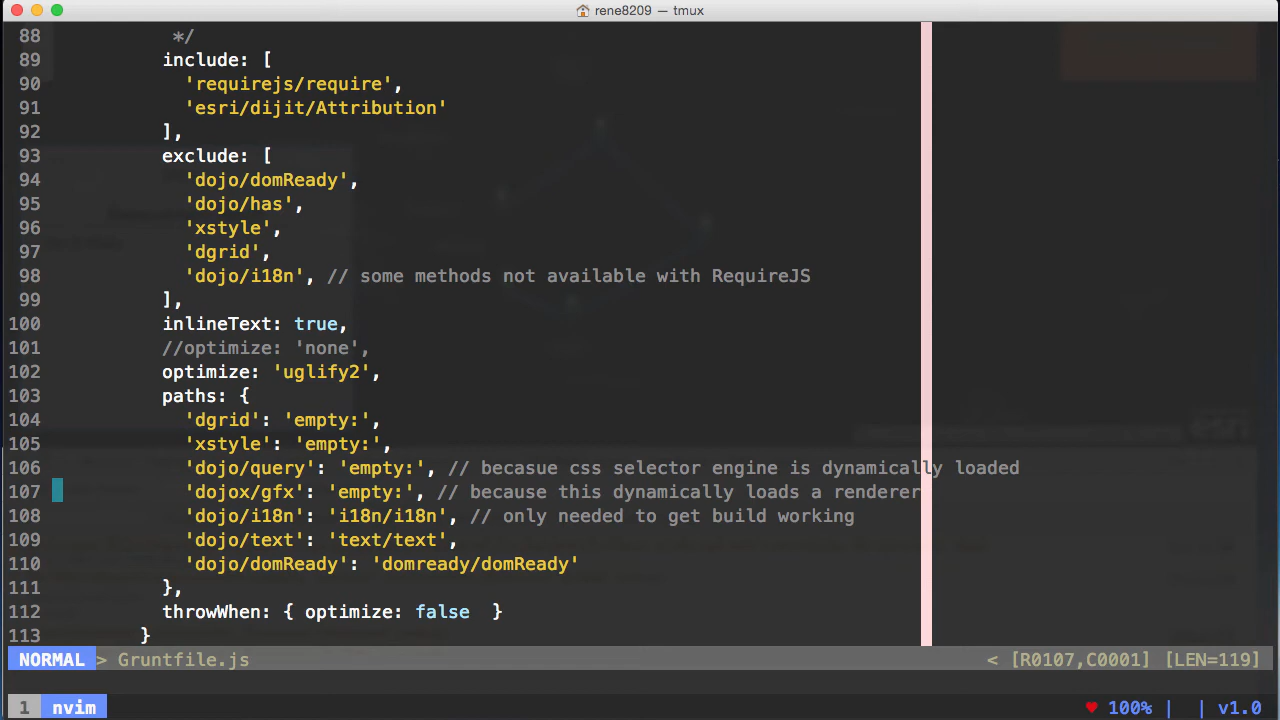 rene8209 — tmux
88 */
89 include: [
90 'requirejs/require',
91 'esri/dijit/Attribution'
92 ],
93 exclude: [
94 'dojo/domReady',
95 'dojo/has',
96 'xstyle',
97 'dgrid',
98 'dojo/i18n', // some methods not available with RequireJS
99 ],
100 inlineText: true,
101 //optimize: 'none',
102 optimize: 'uglify2',
103 paths: {
104 'dgrid': 'empty:',
105 'xstyle': 'empty:',
106 'dojo/query': 'empty:', // becasue css selector engine is dynamically loaded
107 'dojox/gfx': 'empty:', // because this dynamically loads a renderer
108 'dojo/i18n': 'i18n/i18n', // only needed to get build working
109 'dojo/text': 'text/text',
110 'dojo/domReady': 'domready/domReady'
111 },
112 throwWhen: { optimize: false }
113 }
NORMAL > Gruntfile.js < [R0107,C0001] [LEN=119]
1 nvim ♥ 100% | | v1.0